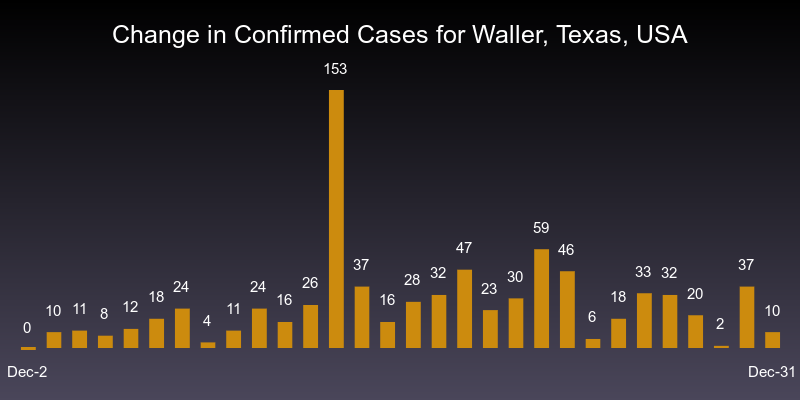 Change in Confirmed Cases for Waller, Texas, USA
0 10 11 8 12 18 24 4 11 24 16 26 153 37 16 28 32 47 23 30 59 46 6 18 33 32 20 2 37 10
Dec-2 Dec-31